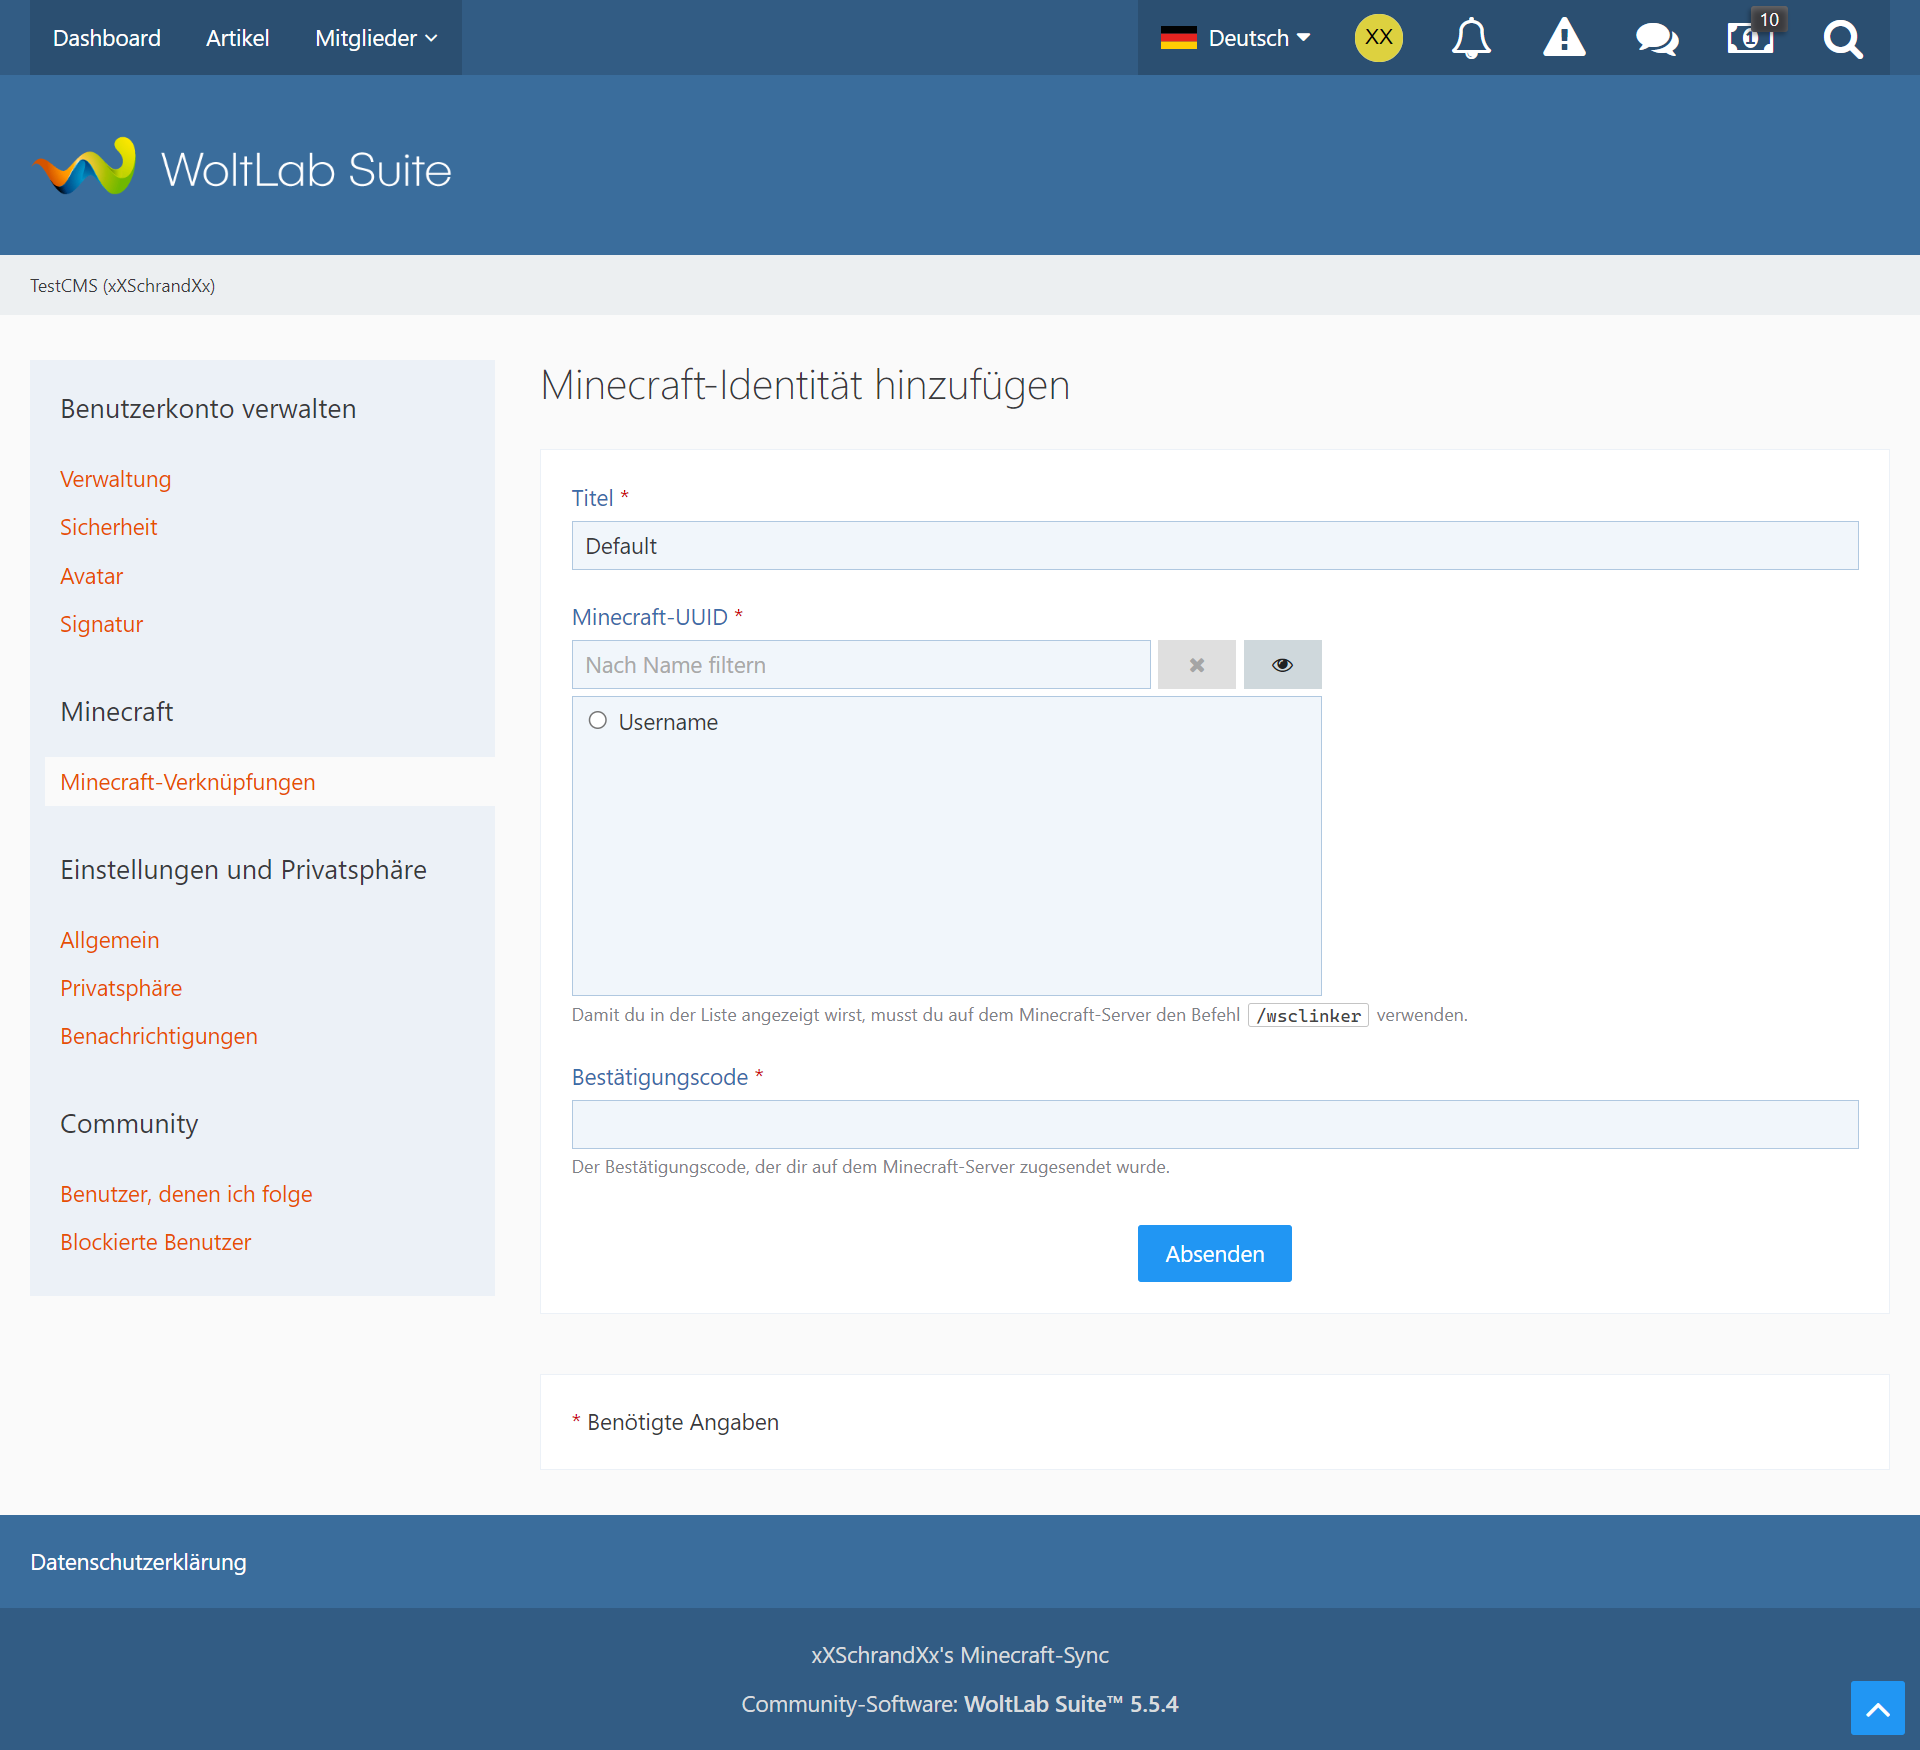 Dashboard Artikel Mitglieder Deutsch XX 10
WoltLab Suite
TestCMS (xXSchrandXx)
Benutzerkonto verwalten
Verwaltung
Sicherheit
Avatar
Signatur
Minecraft
Minecraft-Verknüpfungen
Einstellungen und Privatsphäre
Allgemein
Privatsphäre
Benachrichtigungen
Community
Benutzer, denen ich folge
Blockierte Benutzer
Minecraft-Identität hinzufügen
Titel *
Default
Minecraft-UUID *
Nach Name filtern
Username
Damit du in der Liste angezeigt wirst, musst du auf dem Minecraft-Server den Befehl /wsclinker verwenden.
Bestätigungscode *
Der Bestätigungscode, der dir auf dem Minecraft-Server zugesendet wurde.
Absenden
* Benötigte Angaben
Datenschutzerklärung
xXSchrandXx's Minecraft-Sync
Community-Software: WoltLab Suite™ 5.5.4